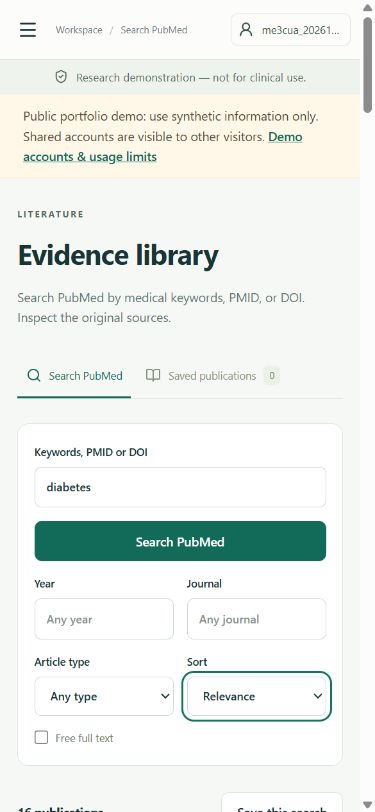 Workspace / Search PubMed
me3cua_20261...
Research demonstration — not for clinical use.
Public portfolio demo: use synthetic information only.
Shared accounts are visible to other visitors. Demo
accounts & usage limits
LITERATURE
Evidence library
Search PubMed by medical keywords, PMID, or DOI.
Inspect the original sources.
Search PubMed
Saved publications 0
Keywords, PMID or DOI
diabetes
Search PubMed
Year
Journal
Any year
Any journal
Article type
Sort
Any type
Relevance
Free full text
16 publications
Save this search